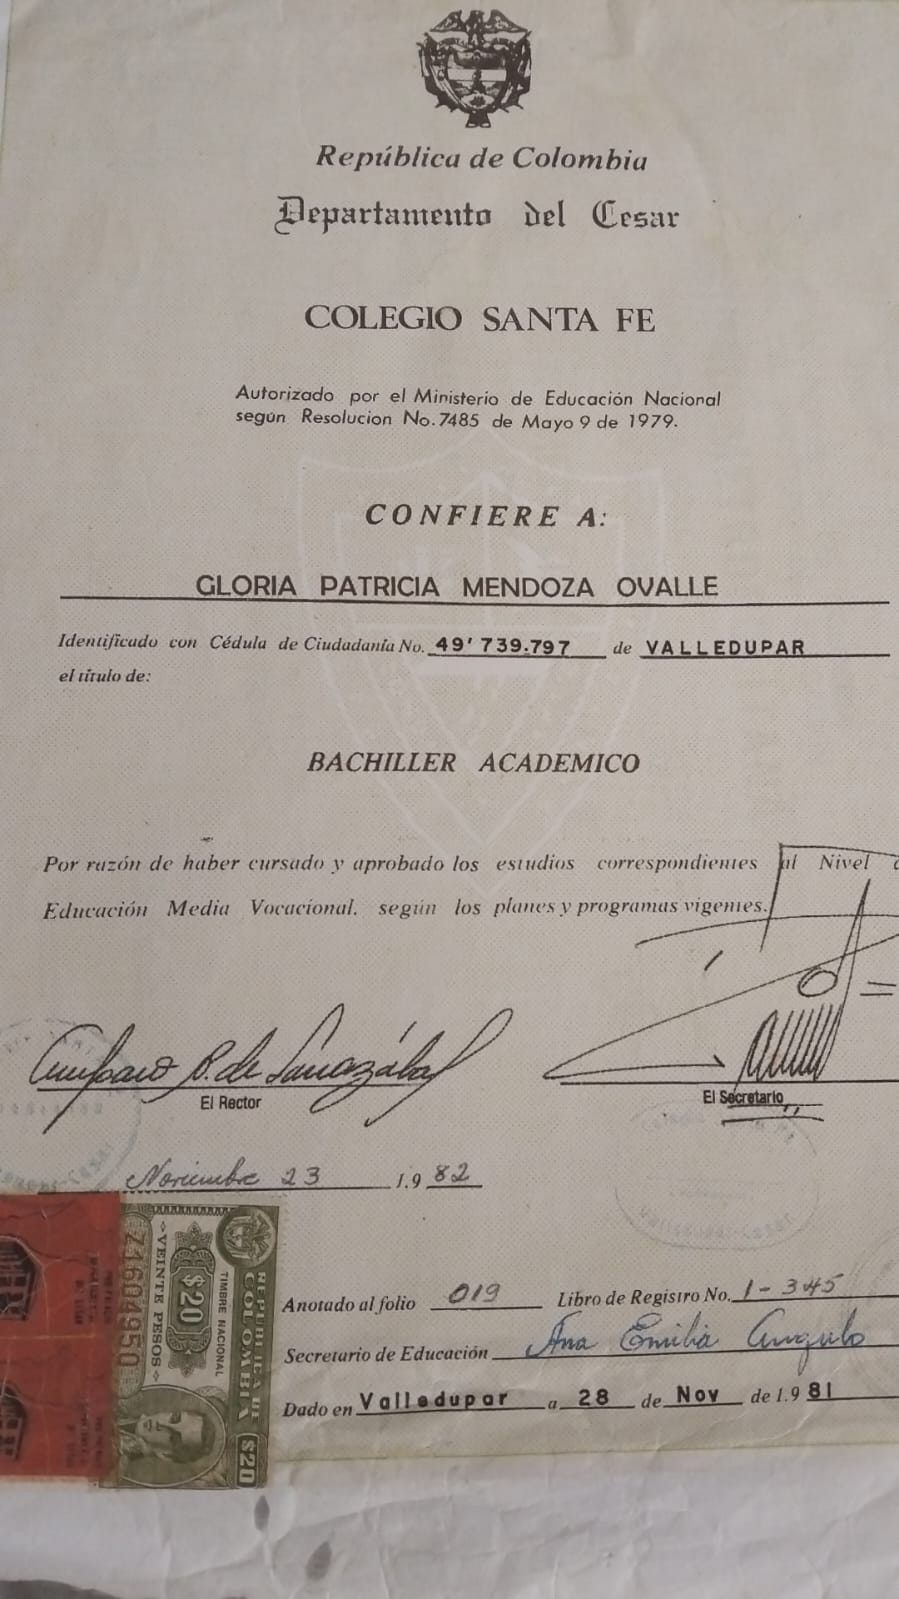 República de Colombia
Departamento del Cesar
COLEGIO SANTA FE
Autorizado por el Ministerio de Educación Nacional
según Resolucion No. 7485 de Mayo 9 de 1979.
CONFIERE A:
GLORIA PATRICIA MENDOZA OVALLE
Identificado con Cédula de Ciudadanía No. 49'739.797 de VALLEDUPAR
el título de:
BACHILLER ACADEMICO
Por razón de haber cursado y aprobado los estudios correspondientes al Nivel
Educación Media Vocacional. según los planes y programas vigentes.
El Rector
El Secretario
Noviembre 23 1.982
Anotado al folio 019 Libro de Registro No. 1-345
Secretario de Educación Ana Emilia Angulo
Dado en Valledupar a 28 de Nov de 1.981
REPUBLICA DE
COLOMBIA
$20
TIMBRE NACIONAL
$20
VEINTE PESOS
Z1604950